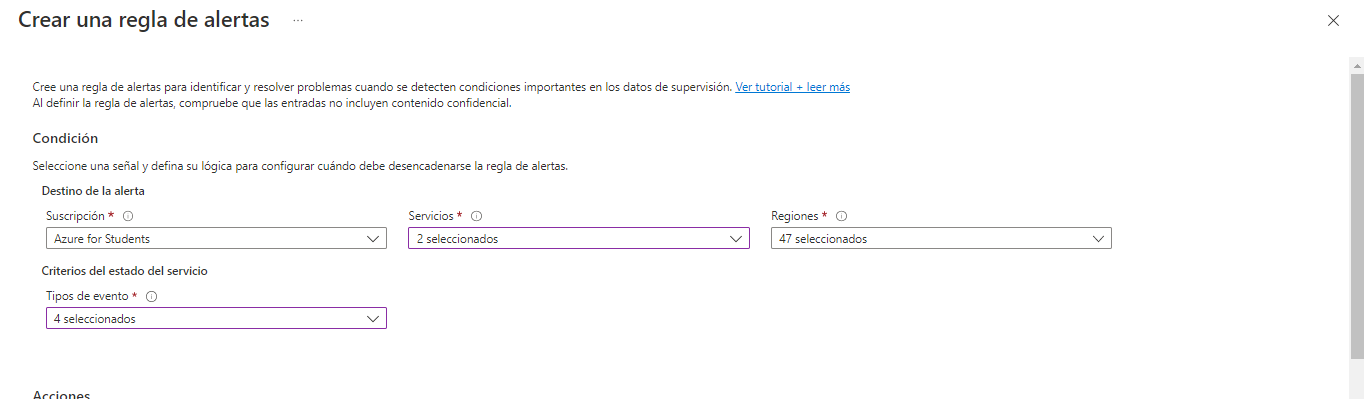 Crear una regla de alertas ...
Cree una regla de alertas para identificar y resolver problemas cuando se detecten condiciones importantes en los datos de supervisión. Ver tutorial + leer más
Al definir la regla de alertas, compruebe que las entradas no incluyen contenido confidencial.
Condición
Seleccione una señal y defina su lógica para configurar cuándo debe desencadenarse la regla de alertas.
Destino de la alerta
Suscripción * Servicios * Regiones *
Azure for Students 2 seleccionados 47 seleccionados
Criterios del estado del servicio
Tipos de evento *
4 seleccionados
Acciones